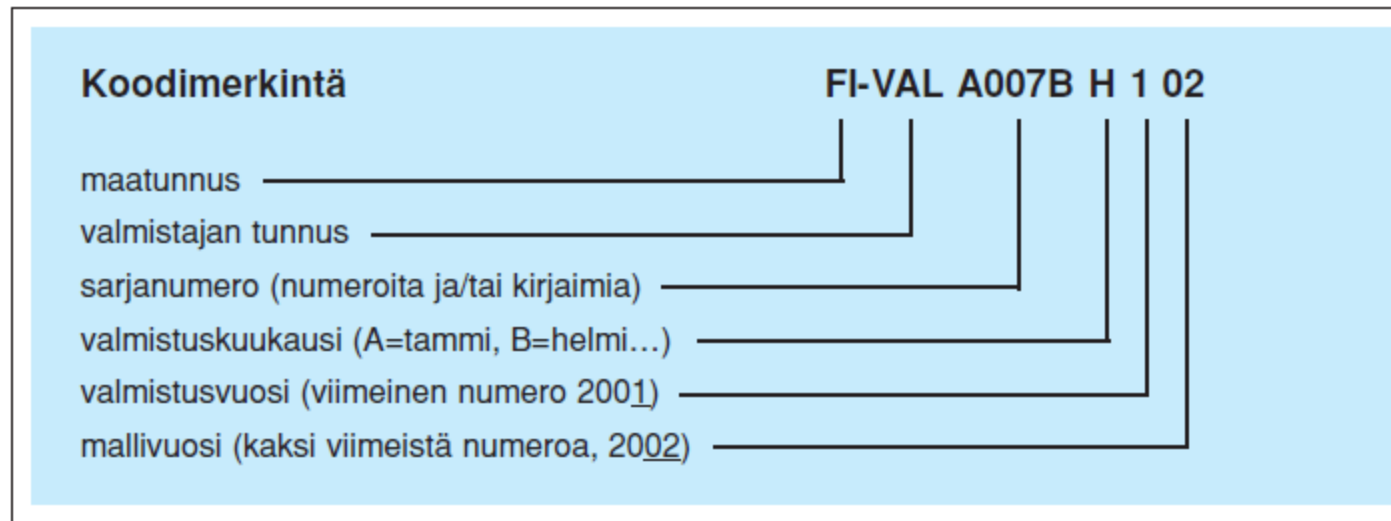 Koodimerkintä FI-VAL A007B H 1 02
maatunnus
valmistajan tunnus
sarjanumero (numeroita ja/tai kirjaimia)
valmistuskuukausi (A=tammi, B=helmi…)
valmistusvuosi (viimeinen numero 2001)
mallivuosi (kaksi viimeistä numeroa, 2002)